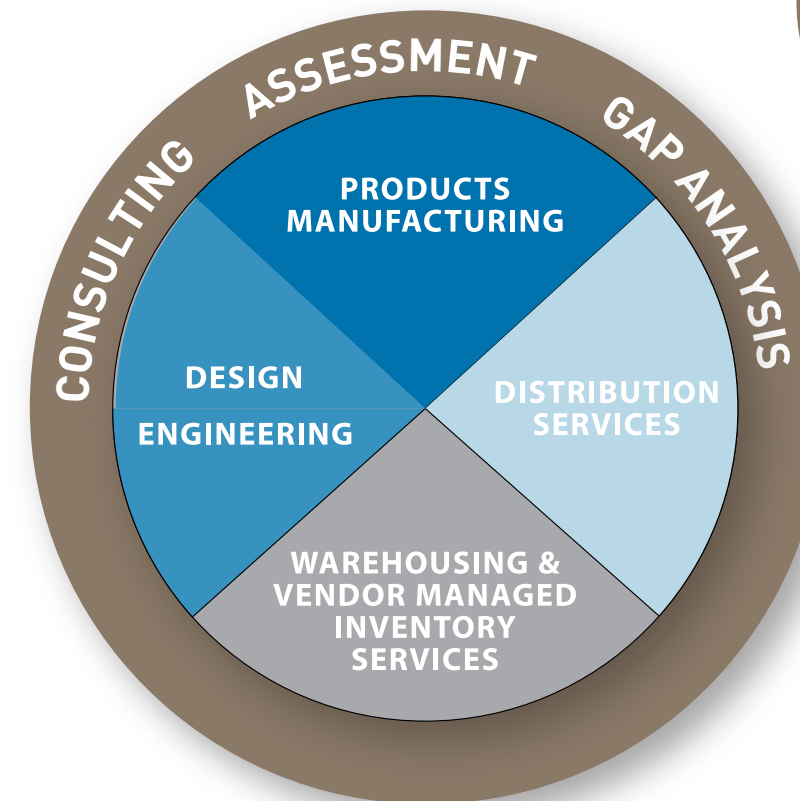 CONSULTING
ASSESSMENT
GAP ANALYSIS
PRODUCTS
MANUFACTURING
DESIGN
ENGINEERING
DISTRIBUTION
SERVICES
WAREHOUSING &
VENDOR MANAGED
INVENTORY
SERVICES